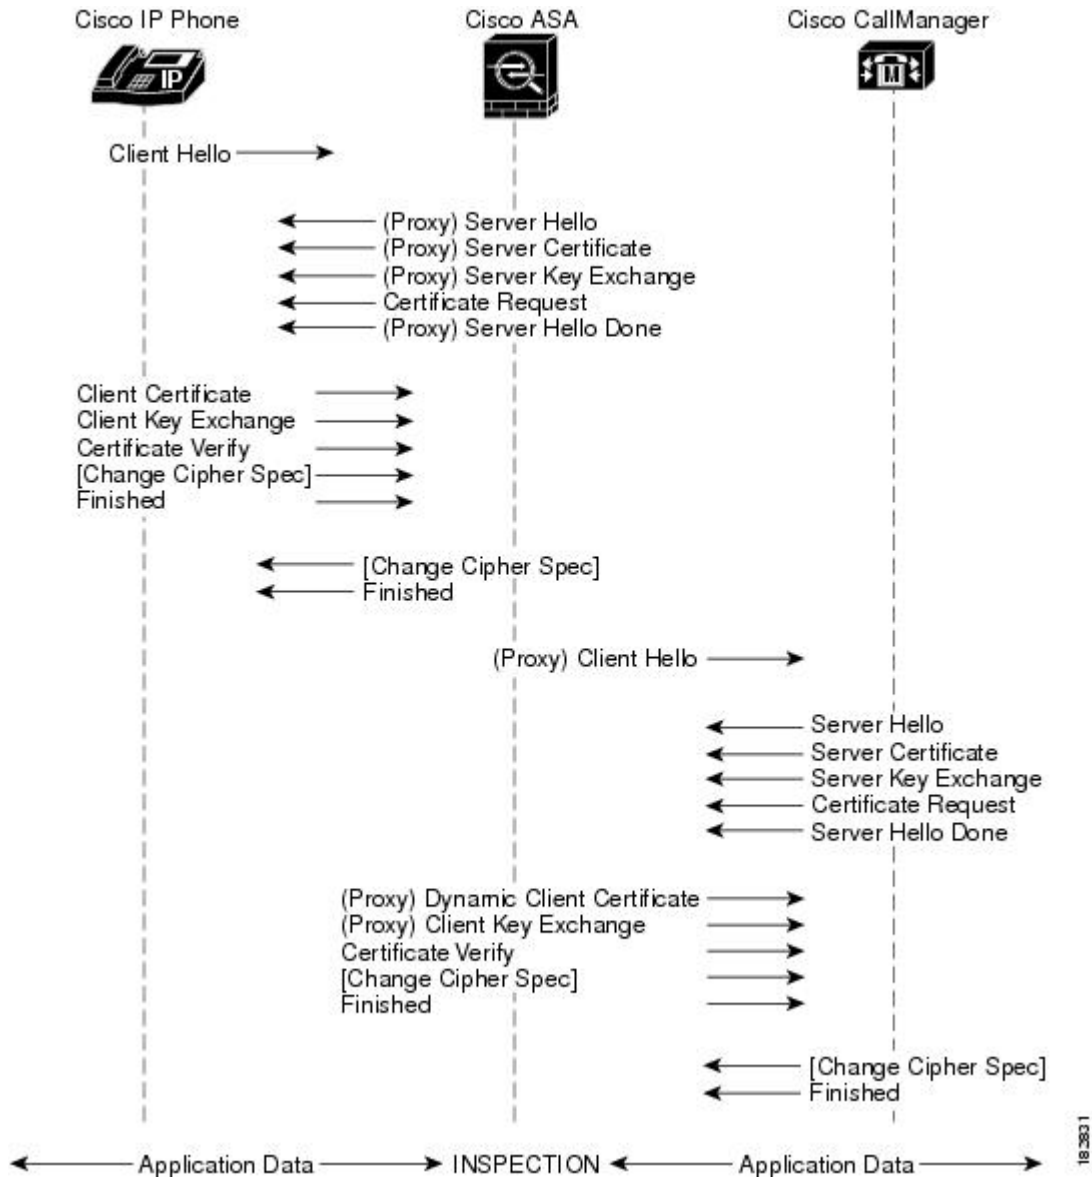 Cisco IP Phone
Cisco ASA
Cisco CallManager
IP
M
Client Hello
(Proxy) Server Hello
(Proxy) Server Certificate
(Proxy) Server Key Exchange
Certificate Request
(Proxy) Server Hello Done
Client Certificate
Client Key Exchange
Certificate Verify
[Change Cipher Spec]
Finished
[Change Cipher Spec]
Finished
(Proxy) Client Hello
Server Hello
Server Certificate
Server Key Exchange
Certificate Request
Server Hello Done
(Proxy) Dynamic Client Certificate
(Proxy) Client Key Exchange
Certificate Verify
[Change Cipher Spec]
Finished
[Change Cipher Spec]
Finished
Application Data INSPECTION Application Data
182831